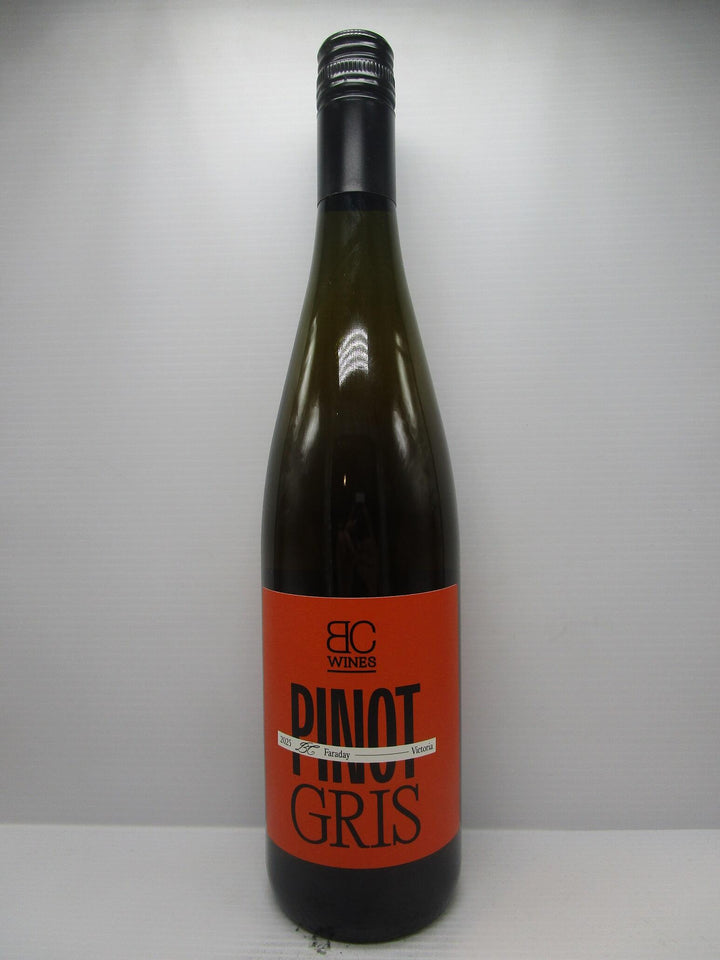 BC
WINES
PINOT
2025 BC Faraday Victoria
GRIS